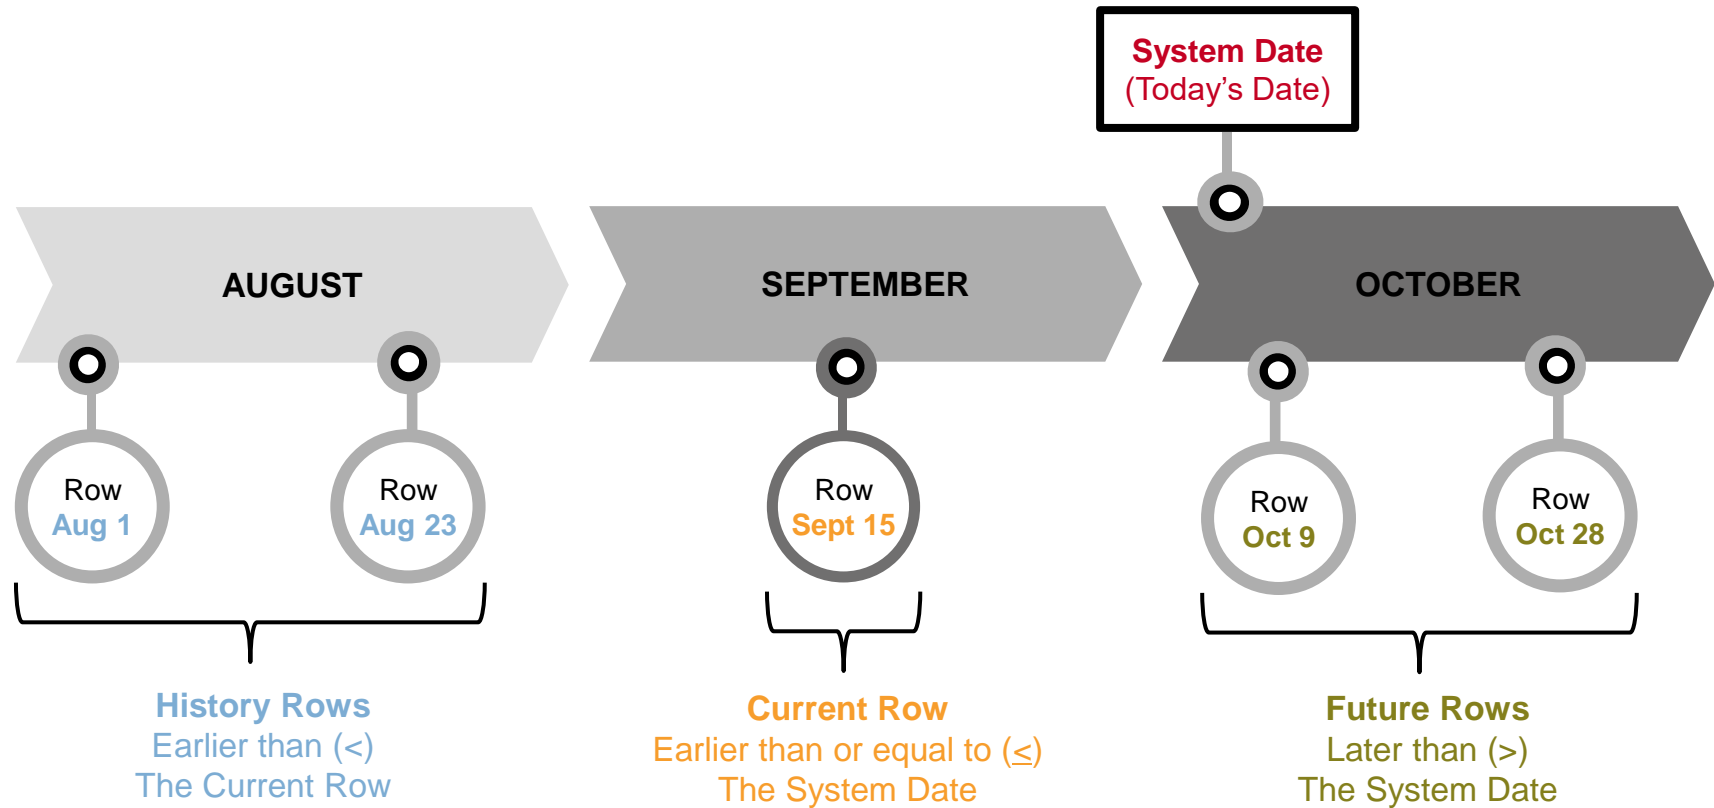 System Date
(Today's Date)
AUGUST
SEPTEMBER
OCTOBER
Row
Aug 1
Row
Aug 23
Row
Sept 15
Row
Oct 9
Row
Oct 28
History Rows
Earlier than (<)
The Current Row
Current Row
Earlier than or equal to (≤)
The System Date
Future Rows
Later than (>)
The System Date